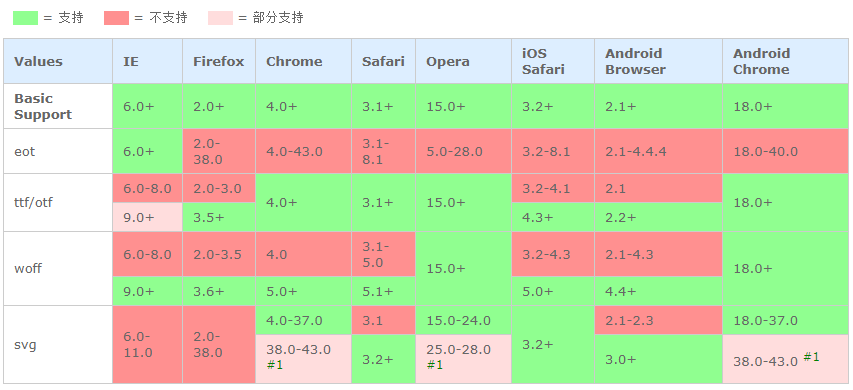 = 支持 = 不支持 = 部分支持
Values IE Firefox Chrome Safari Opera iOS Safari Android Browser Android Chrome
Basic Support 6.0+ 2.0+ 4.0+ 3.1+ 15.0+ 3.2+ 2.1+ 18.0+
eot 6.0+ 2.0-38.0 4.0-43.0 3.1-8.1 5.0-28.0 3.2-8.1 2.1-4.4.4 18.0-40.0
ttf/otf 6.0-8.0 2.0-3.0 4.0+ 3.1+ 15.0+ 3.2-4.1 2.1 18.0+
9.0+ 3.5+ 4.3+ 2.2+
woff 6.0-8.0 2.0-3.5 4.0 3.1-5.0 15.0+ 3.2-4.3 2.1-4.3 18.0+
9.0+ 3.6+ 5.0+ 5.1+ 5.0+ 4.4+
svg 6.0-11.0 2.0-38.0 4.0-37.0 3.1 15.0-24.0 3.2+ 2.1-2.3 18.0-37.0
38.0-43.0 #1 3.2+ 25.0-28.0 #1 3.0+ 38.0-43.0 #1